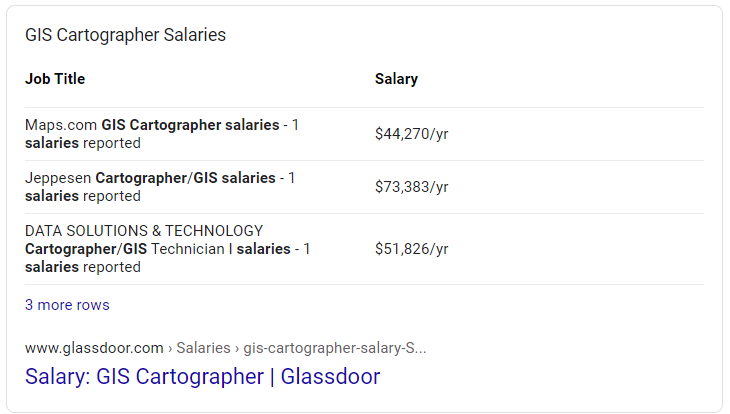 GIS Cartographer Salaries
Job Title Salary
Maps.com GIS Cartographer salaries - 1
salaries reported
$44,270/yr
Jeppesen Cartographer/GIS salaries - 1
salaries reported
$73,383/yr
DATA SOLUTIONS & TECHNOLOGY
Cartographer/GIS Technician I salaries - 1
salaries reported
$51,826/yr
3 more rows
www.glassdoor.com › Salaries › gis-cartographer-salary-S...
Salary: GIS Cartographer | Glassdoor